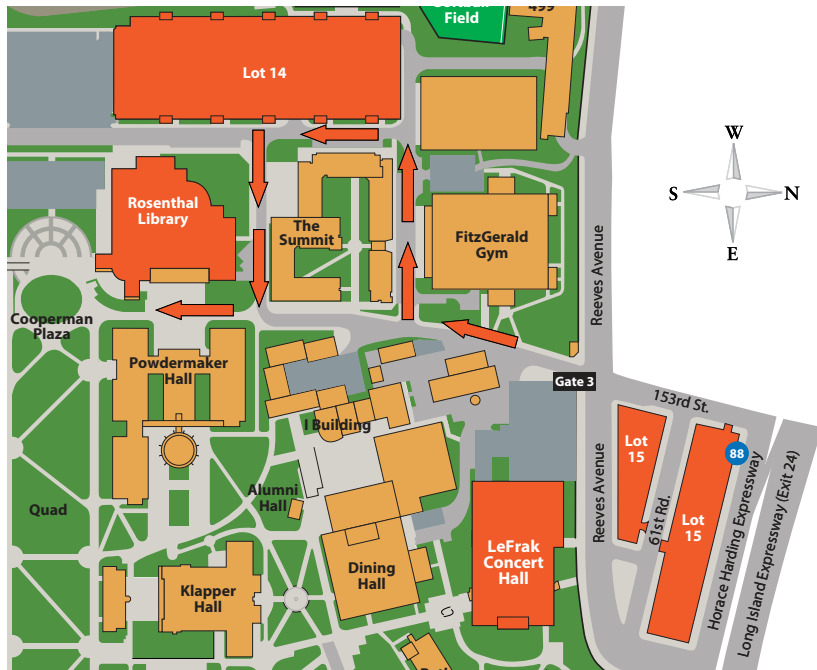 Field
499
Lot 14
W
S
N
E
Rosenthal
Library
The
Summit
FitzGerald
Gym
Reeves Avenue
Cooperman
Plaza
Powdermaker
Hall
Gate 3
153rd St.
I Building
Lot
15
88
Quad
Alumni
Hall
Reeves Avenue
61st Rd.
Lot
15
Horace Harding Expressway
Long Island Expressway (Exit 24)
LeFrak
Concert
Hall
Dining
Hall
Klapper
Hall